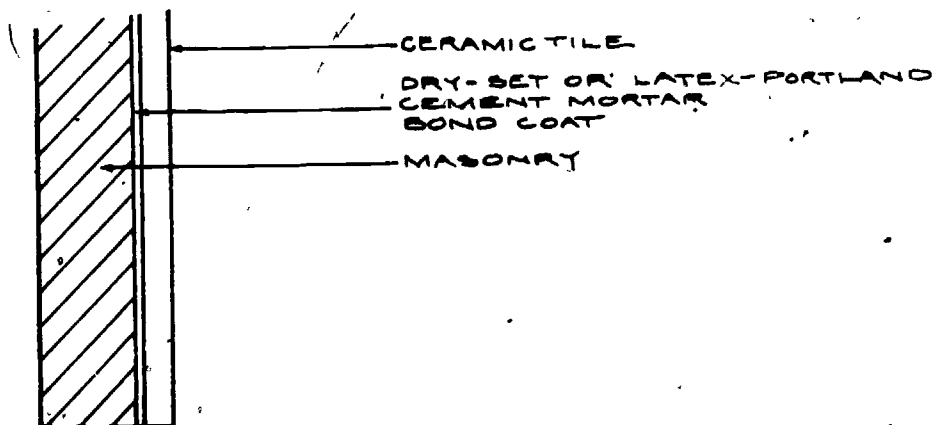 CERAMIC TILE
DRY-SET OR LATEX-PORTLAND
CEMENT MORTAR
BOND COAT
MASONRY